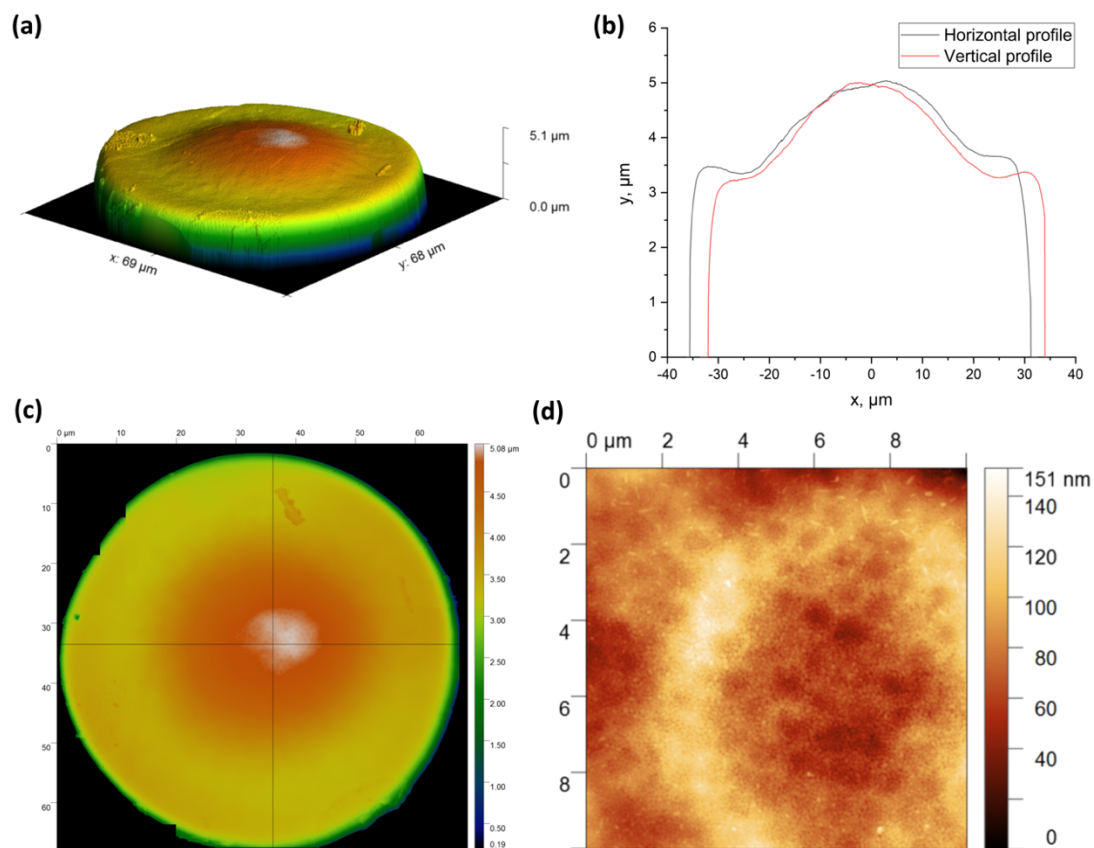 (a)
5.1 µm
0.0 µm
x: 69 µm
y: 68 µm
(b)
Horizontal profile
Vertical profile
6
5
4
3
2
1
0
y, µm
-40 -30 -20 -10 0 10 20 30 40
x, µm
(c)
0 µm 10 20 30 40 50 60
0
10
20
30
40
50
60
5.08 µm
4.50
4.00
3.50
3.00
2.50
2.00
1.50
1.00
0.50
0.19
(d)
0 µm 2 4 6 8
0
2
4
6
8
151 nm
140
120
100
80
60
40
0